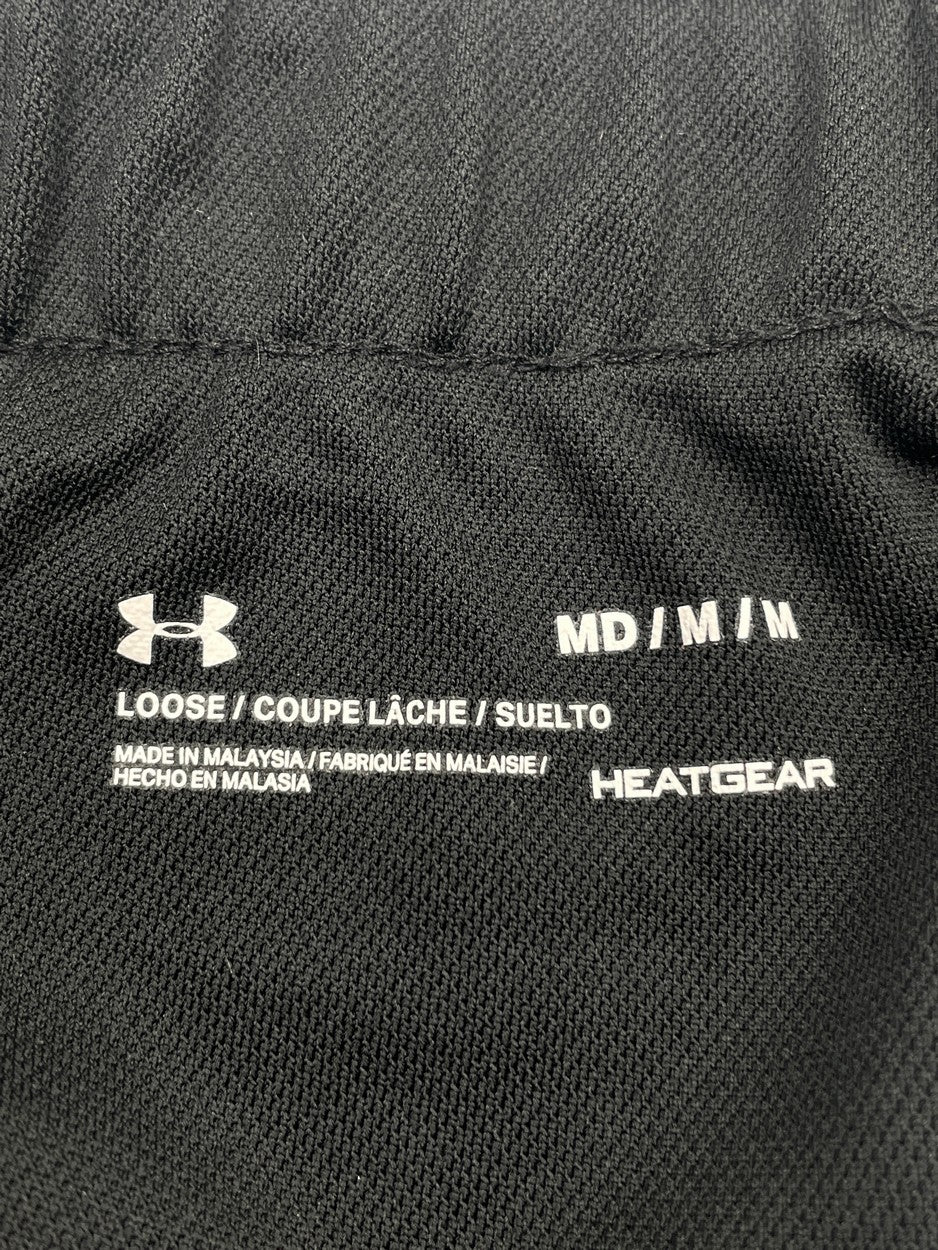 MD / M / M
LOOSE / COUPE LÂCHE / SUELTO
MADE IN MALAYSIA / FABRIQUÉ EN MALAISIE /
HECHO EN MALASIA
HEATGEAR